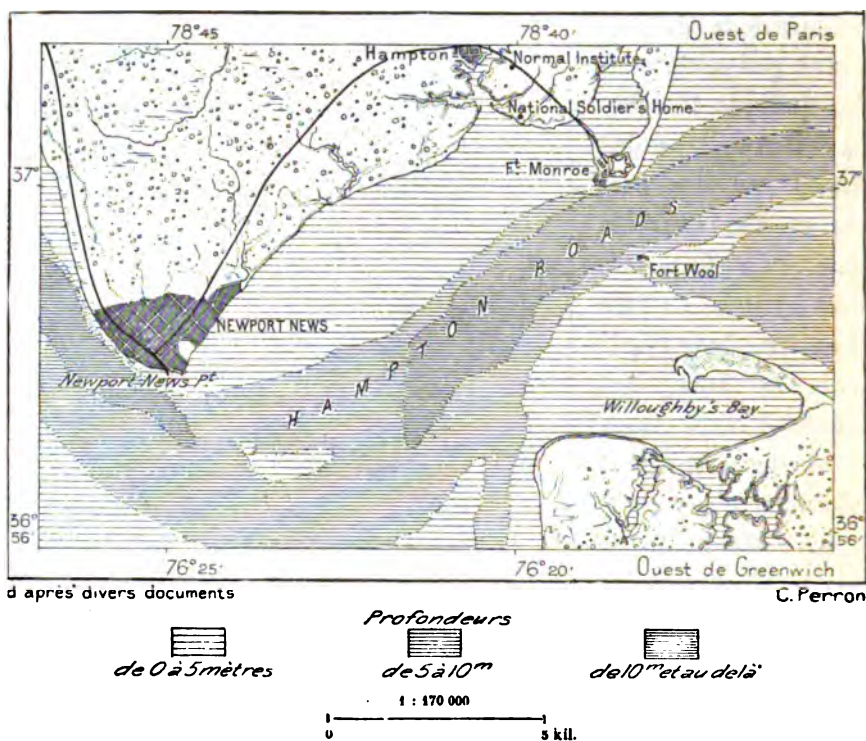 78°45'
78°40'
Ouest de Paris
Hampton
Normal Institute
National Soldier's Home
Ft. Monroe
37°
37°
HAMPTON ROADS
Fort Wool
NEWPORT NEWS
Newport News Pt
Willoughby's Bay
36°
56'
36°
56'
76°25'
76°20'
Ouest de Greenwich
d'après divers documents
C. Perron
Profondeurs
de 0 à 5 mètres
de 5 à 10m
de 10m et au delà
1 : 170 000
0
5 kil.